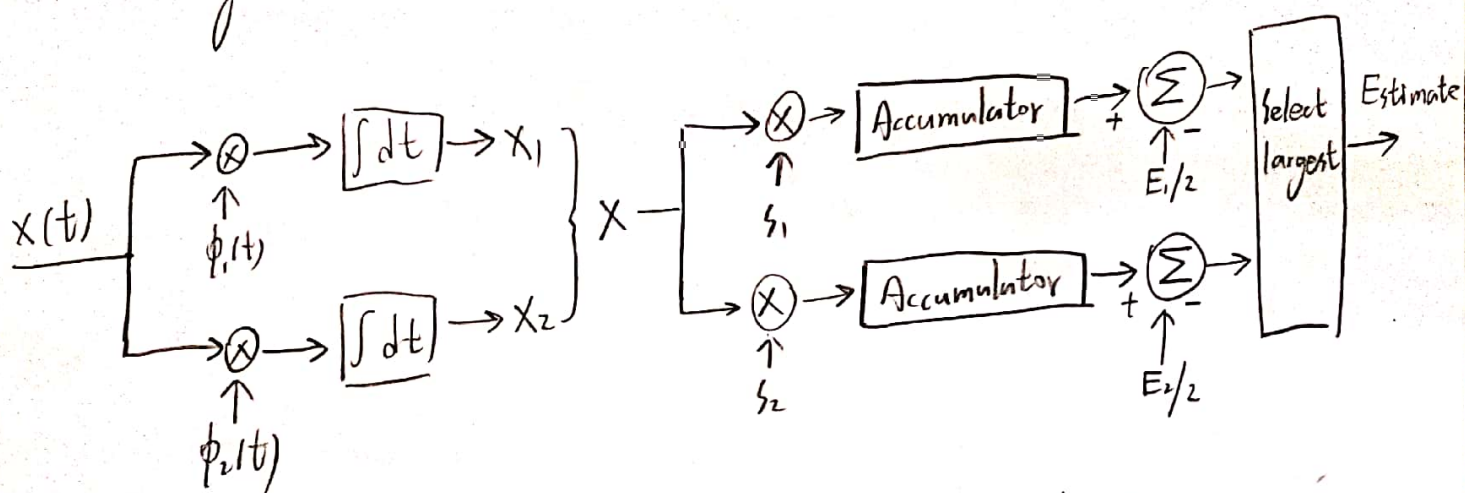 x(t)
ϕ₁(t)
∫dt
X₁
ϕ₂(t)
∫dt
X₂
X
S₁
Accumulator
+
Σ
-
E₁/2
S₂
Accumulator
+
Σ
-
E₂/2
Select
largest
Estimate